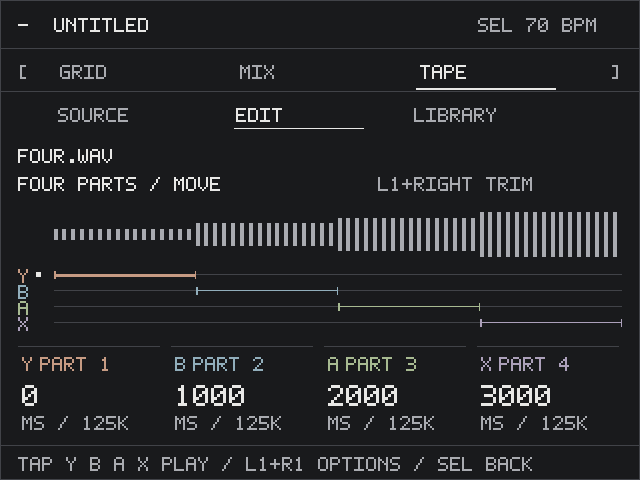 – UNTITLED SEL 70 BPM
[ GRID MIX TAPE ]
SOURCE EDIT LIBRARY
FOUR.WAV
FOUR PARTS / MOVE L1+RIGHT TRIM
Y
B
A
X
Y PART 1 B PART 2 A PART 3 X PART 4
0 1000 2000 3000
MS / 125K MS / 125K MS / 125K MS / 125K
TAP Y B A X PLAY / L1+R1 OPTIONS / SEL BACK